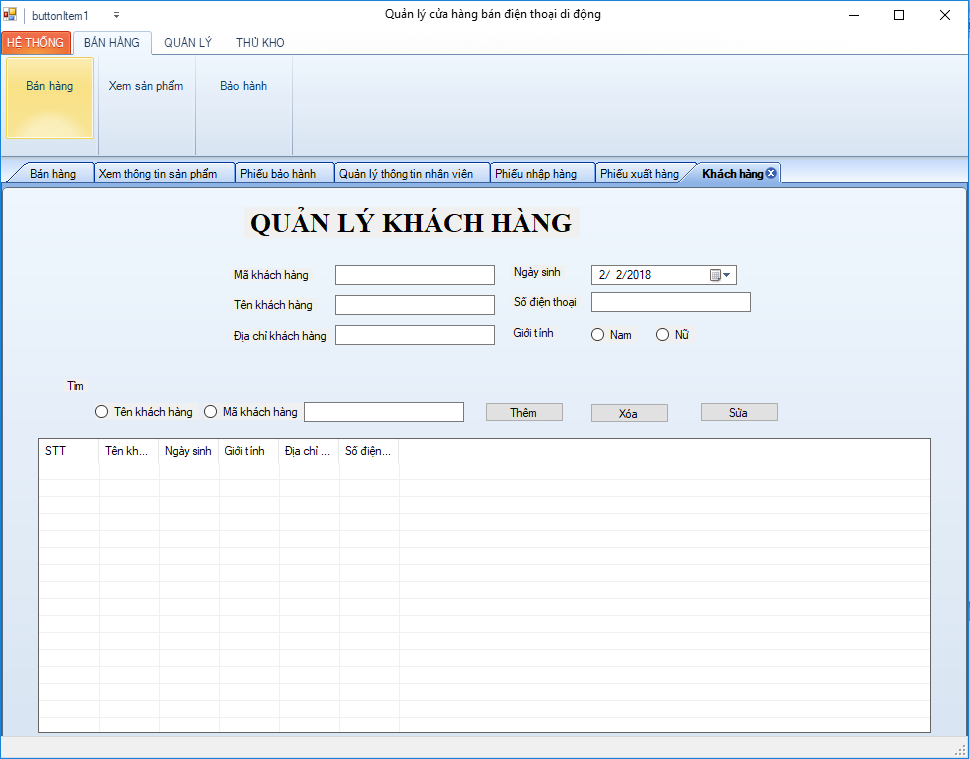 buttonItem1
Quản lý cửa hàng bán điện thoại di động
HỆ THỐNG BÁN HÀNG QUẢN LÝ THỦ KHO
Bán hàng Xem sản phẩm Bảo hành
Bán hàng Xem thông tin sản phẩm Phiếu bảo hành Quản lý thông tin nhân viên Phiếu nhập hàng Phiếu xuất hàng Khách hàng
QUẢN LÝ KHÁCH HÀNG
Mã khách hàng Ngày sinh 2/ 2/2018
Tên khách hàng Số điện thoại
Địa chỉ khách hàng Giới tính Nam Nữ
Tìm
Tên khách hàng Mã khách hàng Thêm Xóa Sửa
STT Tên kh... Ngày sinh Giới tính Địa chỉ ... Số điện...